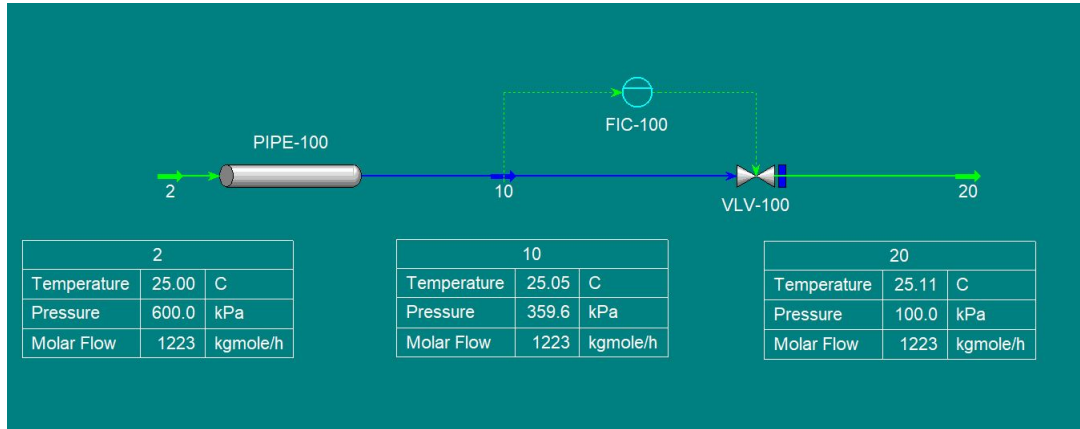 FIC-100
PIPE-100
2
10
VLV-100
20
2
Temperature 25.00 C
Pressure 600.0 kPa
Molar Flow 1223 kgmole/h
10
Temperature 25.05 C
Pressure 359.6 kPa
Molar Flow 1223 kgmole/h
20
Temperature 25.11 C
Pressure 100.0 kPa
Molar Flow 1223 kgmole/h